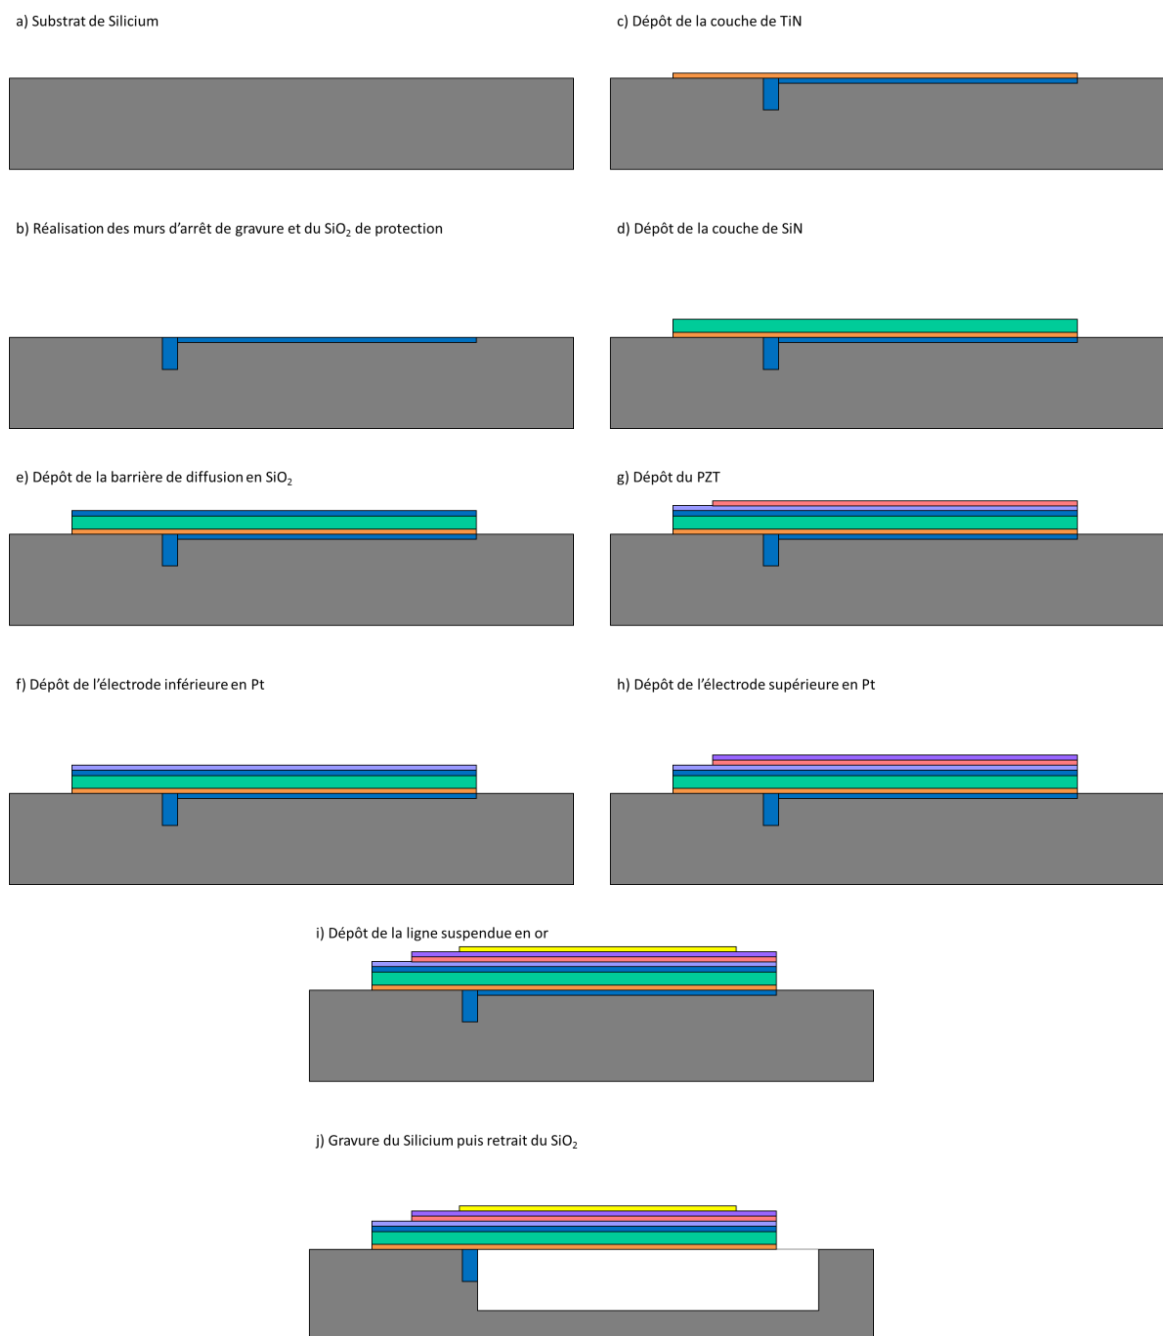 a) Substrat de Silicium
c) Dépôt de la couche de TiN
b) Réalisation des murs d'arrêt de gravure et du SiO₂ de protection
d) Dépôt de la couche de SiN
e) Dépôt de la barrière de diffusion en SiO₂
g) Dépôt du PZT
f) Dépôt de l'électrode inférieure en Pt
h) Dépôt de l'électrode supérieure en Pt
i) Dépôt de la ligne suspendue en or
j) Gravure du Silicium puis retrait du SiO₂